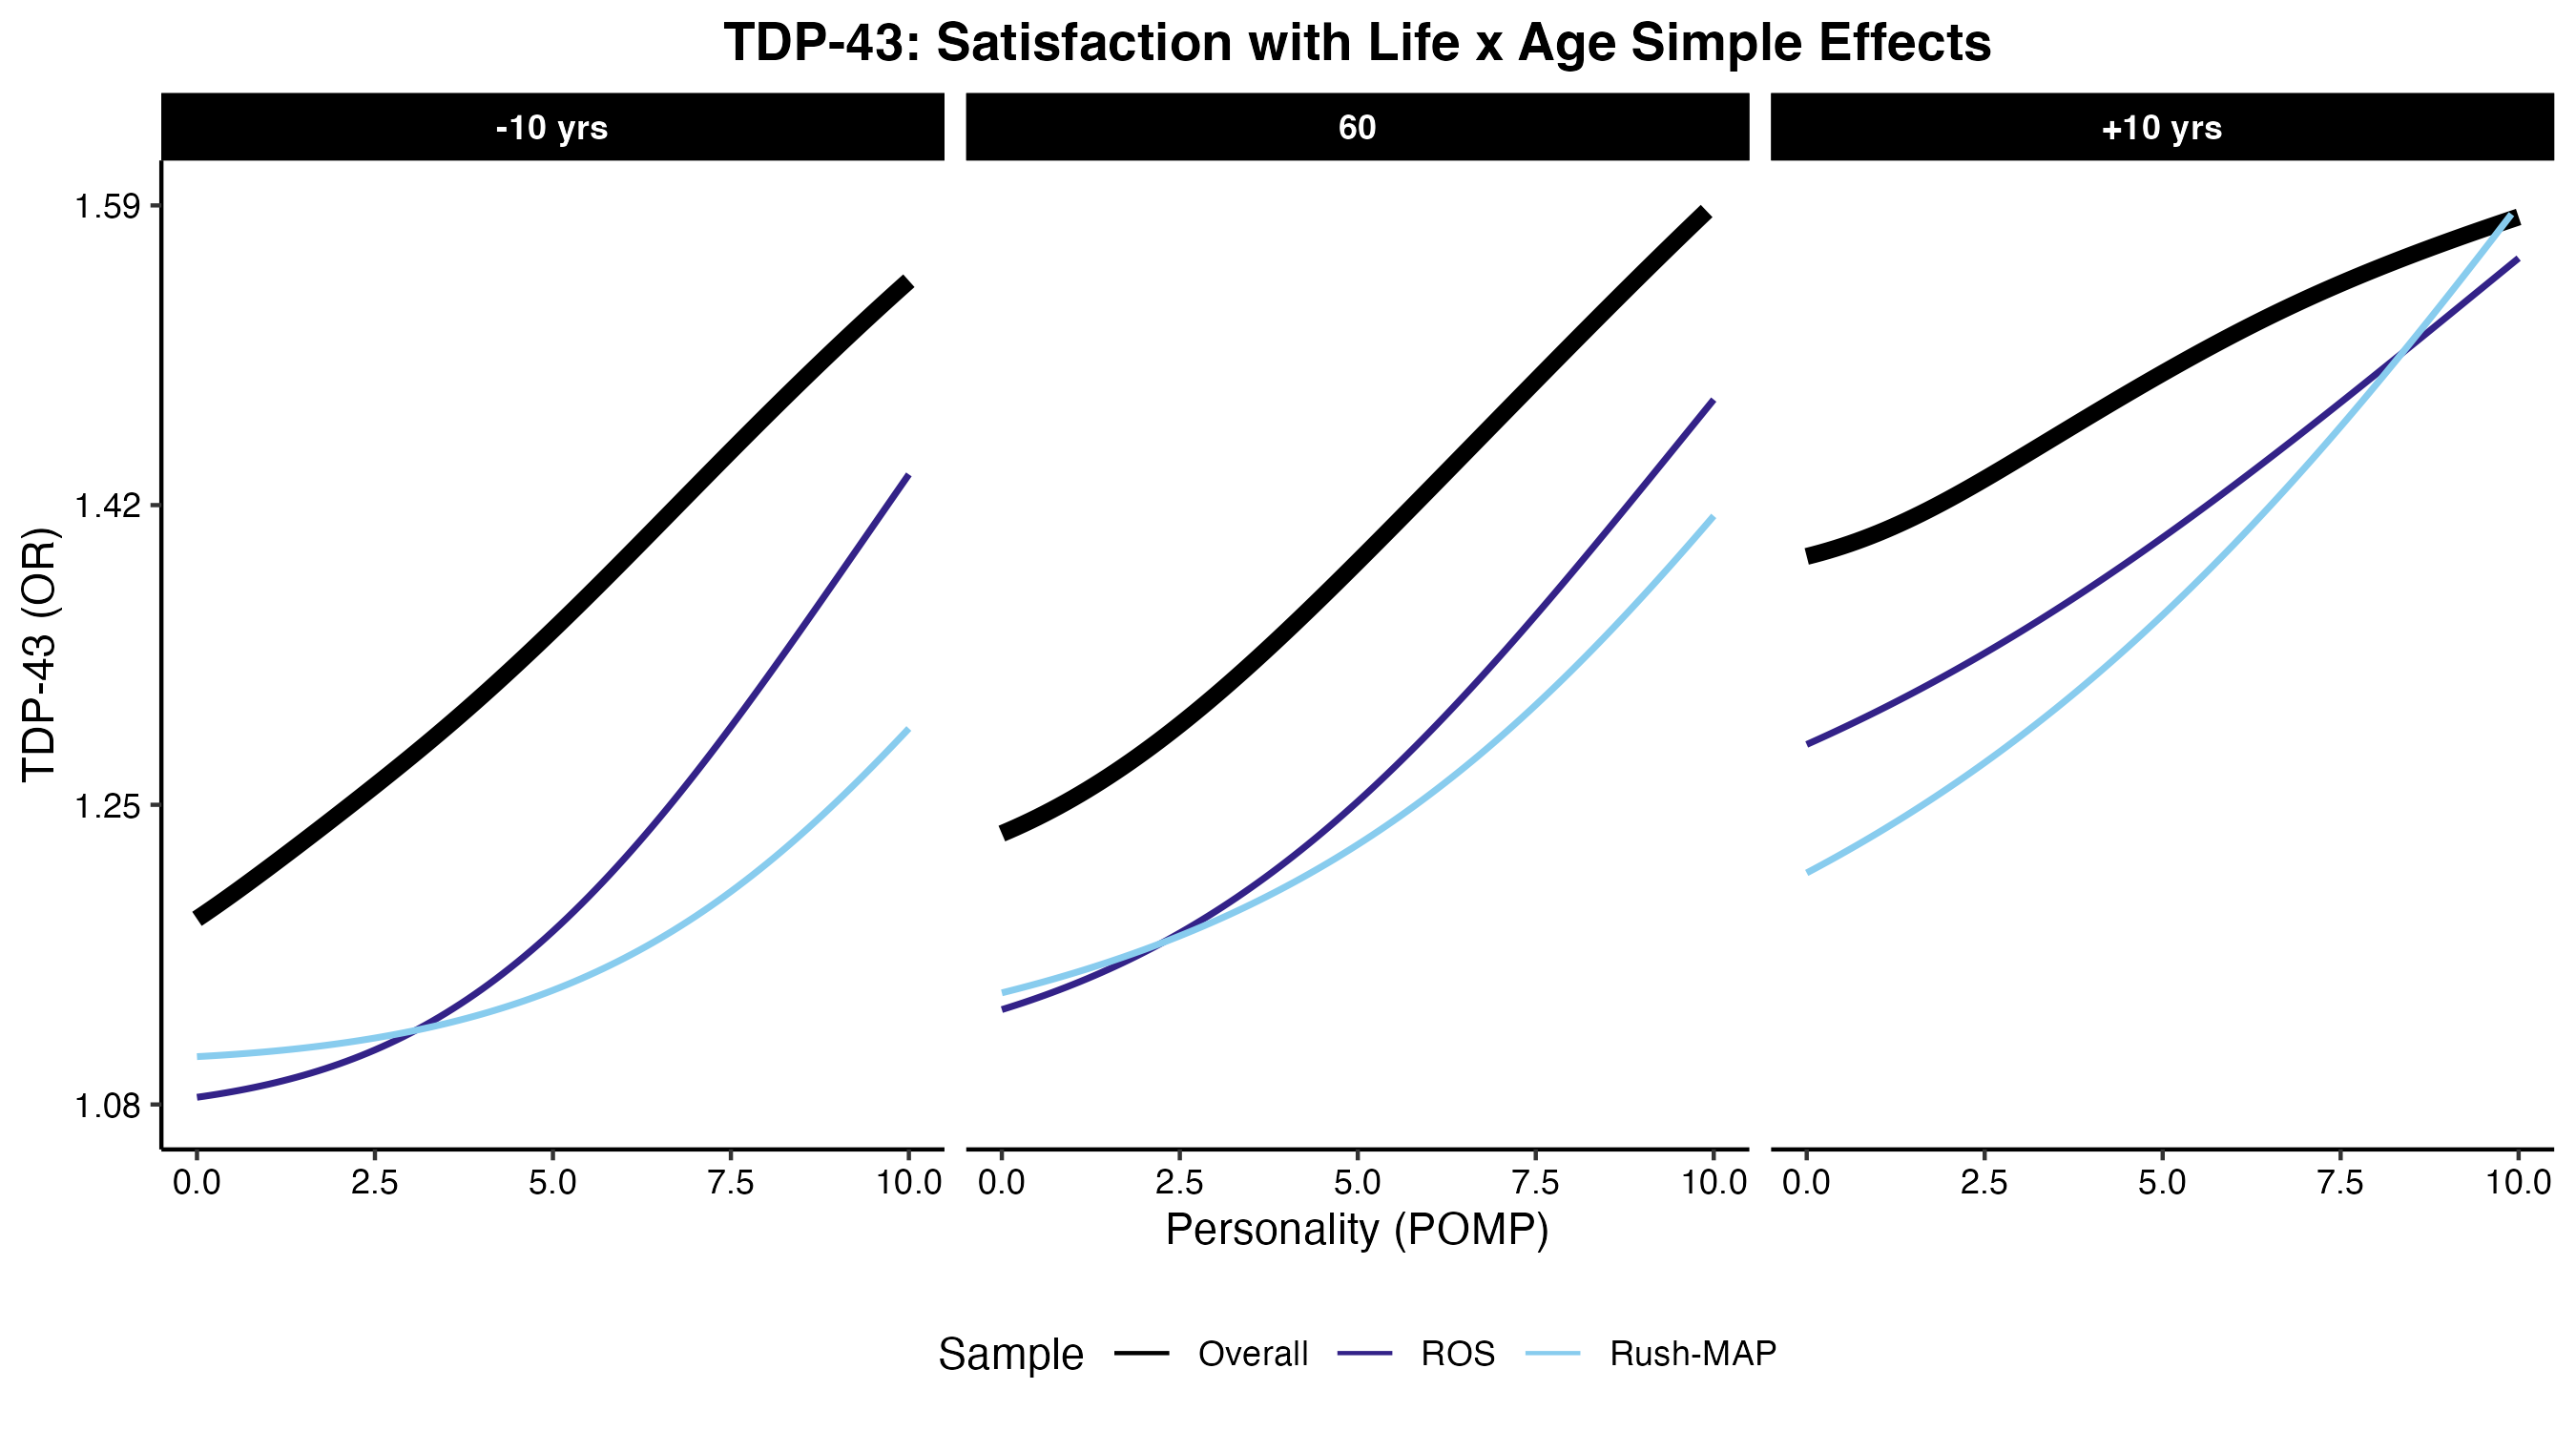 TDP-43: Satisfaction with Life x Age Simple Effects
-10 yrs
60
+10 yrs
TDP-43 (OR)
1.59
1.42
1.25
1.08
0.0 2.5 5.0 7.5 10.0 0.0 2.5 5.0 7.5 10.0 0.0 2.5 5.0 7.5 10.0
Personality (POMP)
Sample Overall ROS Rush-MAP